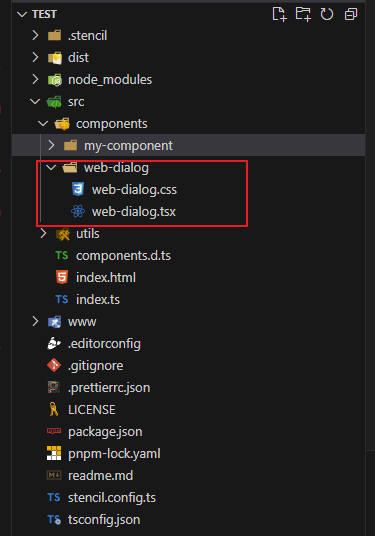 TEST
.stencil
dist
node_modules
src
components
my-component
web-dialog
web-dialog.css
web-dialog.tsx
utils
TS components.d.ts
index.html
TS index.ts
www
.editorconfig
.gitignore
.prettierrc.json
LICENSE
package.json
pnpm-lock.yaml
readme.md
TS stencil.config.ts
TS tsconfig.json